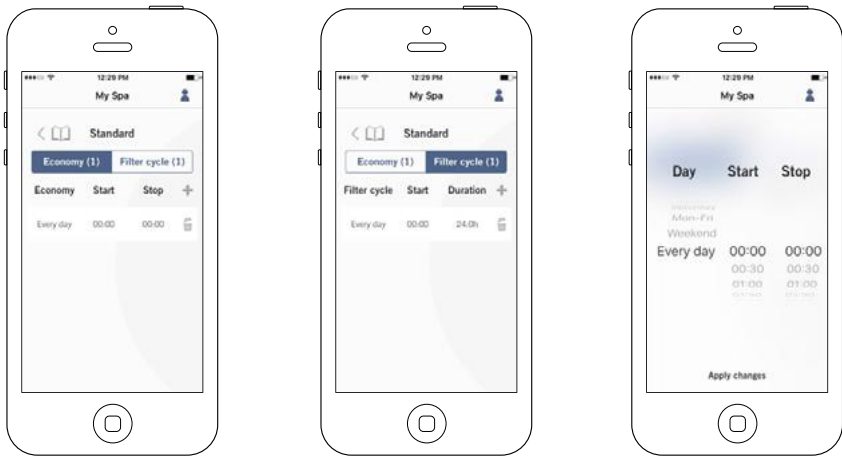 12:29 PM
My Spa
Standard
Economy (1) Filter cycle (1)
Economy Start Stop +
Every day 00:00 00:00
12:29 PM
My Spa
Standard
Economy (1) Filter cycle (1)
Filter cycle Start Duration +
Every day 00:00 24.0h
12:29 PM
My Spa
Day Start Stop
Mon-Fri
Weekend
Every day 00:00 00:00
00:30 00:30
01:00 01:00
Apply changes